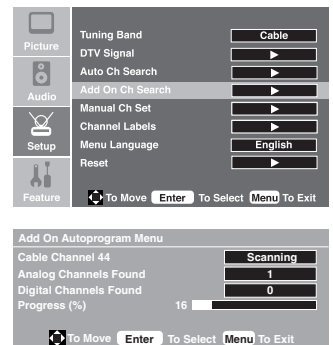 Picture
Audio
Setup
Feature
Tuning Band Cable
DTV Signal
Auto Ch Search
Add On Ch Search
Manual Ch Set
Channel Labels
Menu Language English
Reset
To Move Enter To Select Menu To Exit
Add On Autoprogram Menu
Cable Channel 44 Scanning
Analog Channels Found 1
Digital Channels Found 0
Progress (%) 16
To Move Enter To Select Menu To Exit